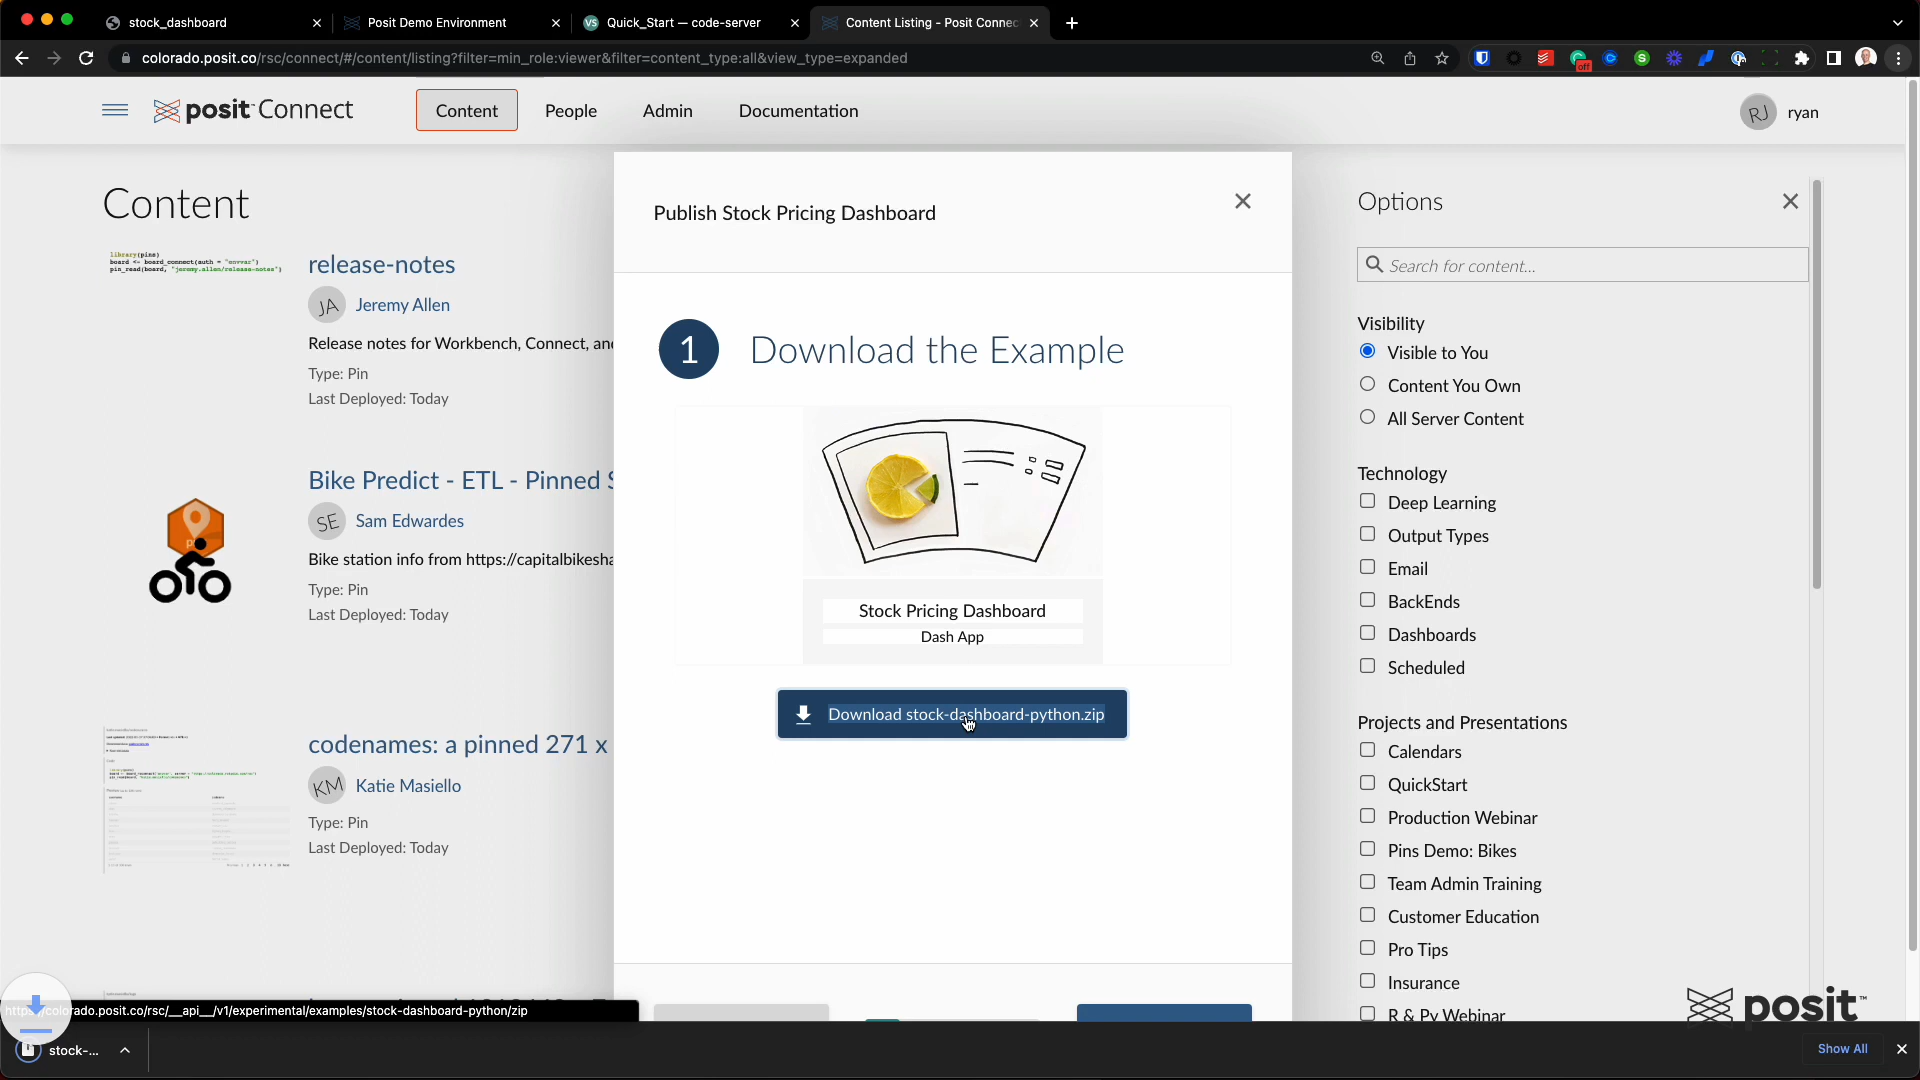 stock_dashboard
Posit Demo Environment
VS Quick_Start — code-server
Content Listing - Posit Connec
colorado.posit.co/rsc/connect/#/content/listing?filter=min_role:viewer&filter=content_type:all&view_type=expanded
off
posit Connect
Content
People
Admin
Documentation
RJ ryan
Content
library(pins)
release-notes
JA Jeremy Allen
Release notes for Workbench, Connect, an
Type: Pin
Last Deployed: Today
Bike Predict - ETL - Pinned S
SE Sam Edwardes
Bike station info from https://capitalbikesha
Type: Pin
Last Deployed: Today
codenames: a pinned 271 x
KM Katie Masiello
Type: Pin
Last Deployed: Today
Publish Stock Pricing Dashboard
1 Download the Example
Stock Pricing Dashboard
Dash App
Download stock-dashboard-python.zip
Options
Search for content...
Visibility
Visible to You
Content You Own
All Server Content
Technology
Deep Learning
Output Types
Email
BackEnds
Dashboards
Scheduled
Projects and Presentations
Calendars
QuickStart
Production Webinar
Pins Demo: Bikes
Team Admin Training
Customer Education
Pro Tips
Insurance
R & Py Webinar
posit™
https://colorado.posit.co/rsc/__api__/v1/experimental/examples/stock-dashboard-python/zip
stock-...
Show All